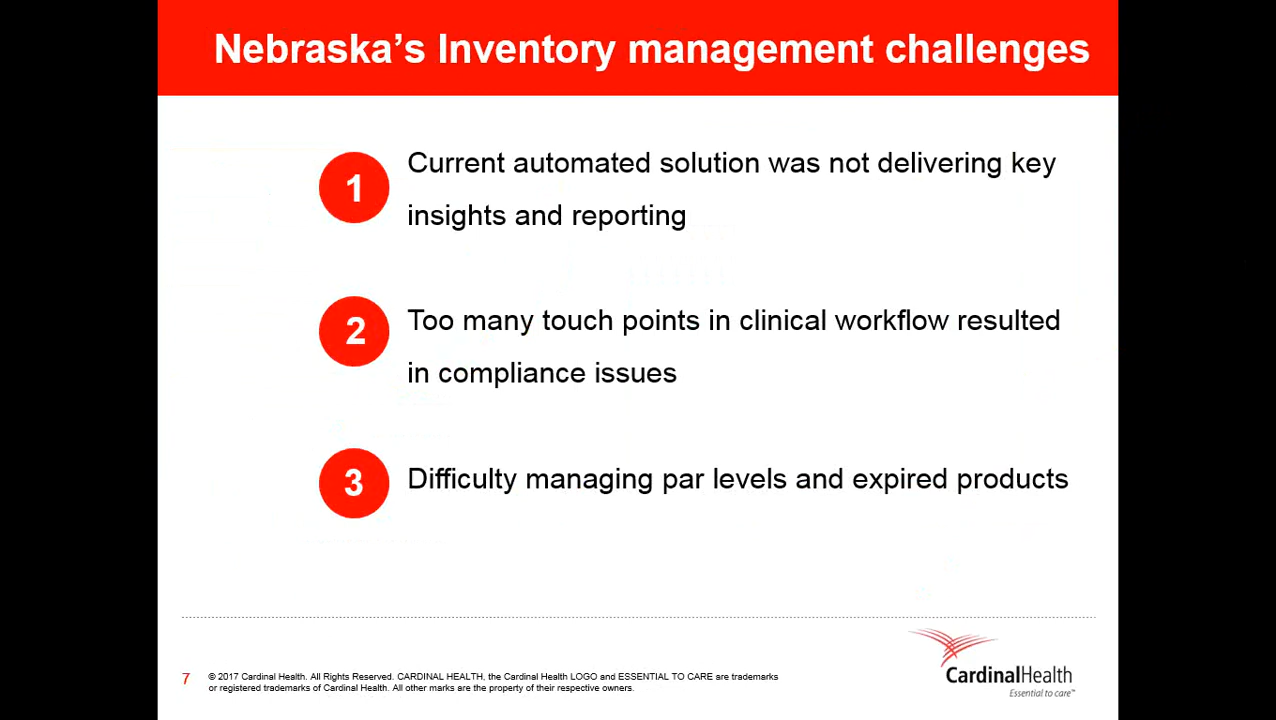 Nebraska’s Inventory management challenges
1
Current automated solution was not delivering key
insights and reporting
2
Too many touch points in clinical workflow resulted
in compliance issues
3
Difficulty managing par levels and expired products
7
© 2017 Cardinal Health. All Rights Reserved. CARDINAL HEALTH, the Cardinal Health LOGO and ESSENTIAL TO CARE are trademarks
or registered trademarks of Cardinal Health. All other marks are the property of their respective owners.
CardinalHealth
Essential to care™